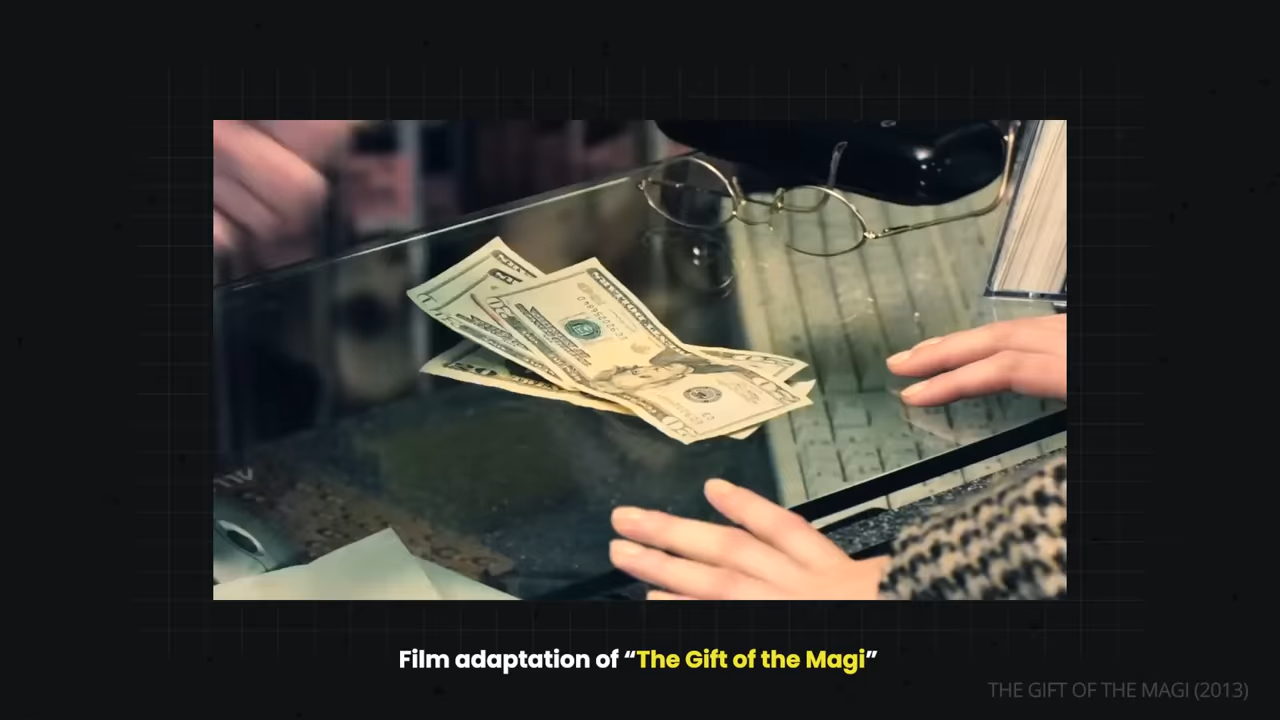 Film adaptation of “The Gift of the Magi”
THE GIFT OF THE MAGI (2013)